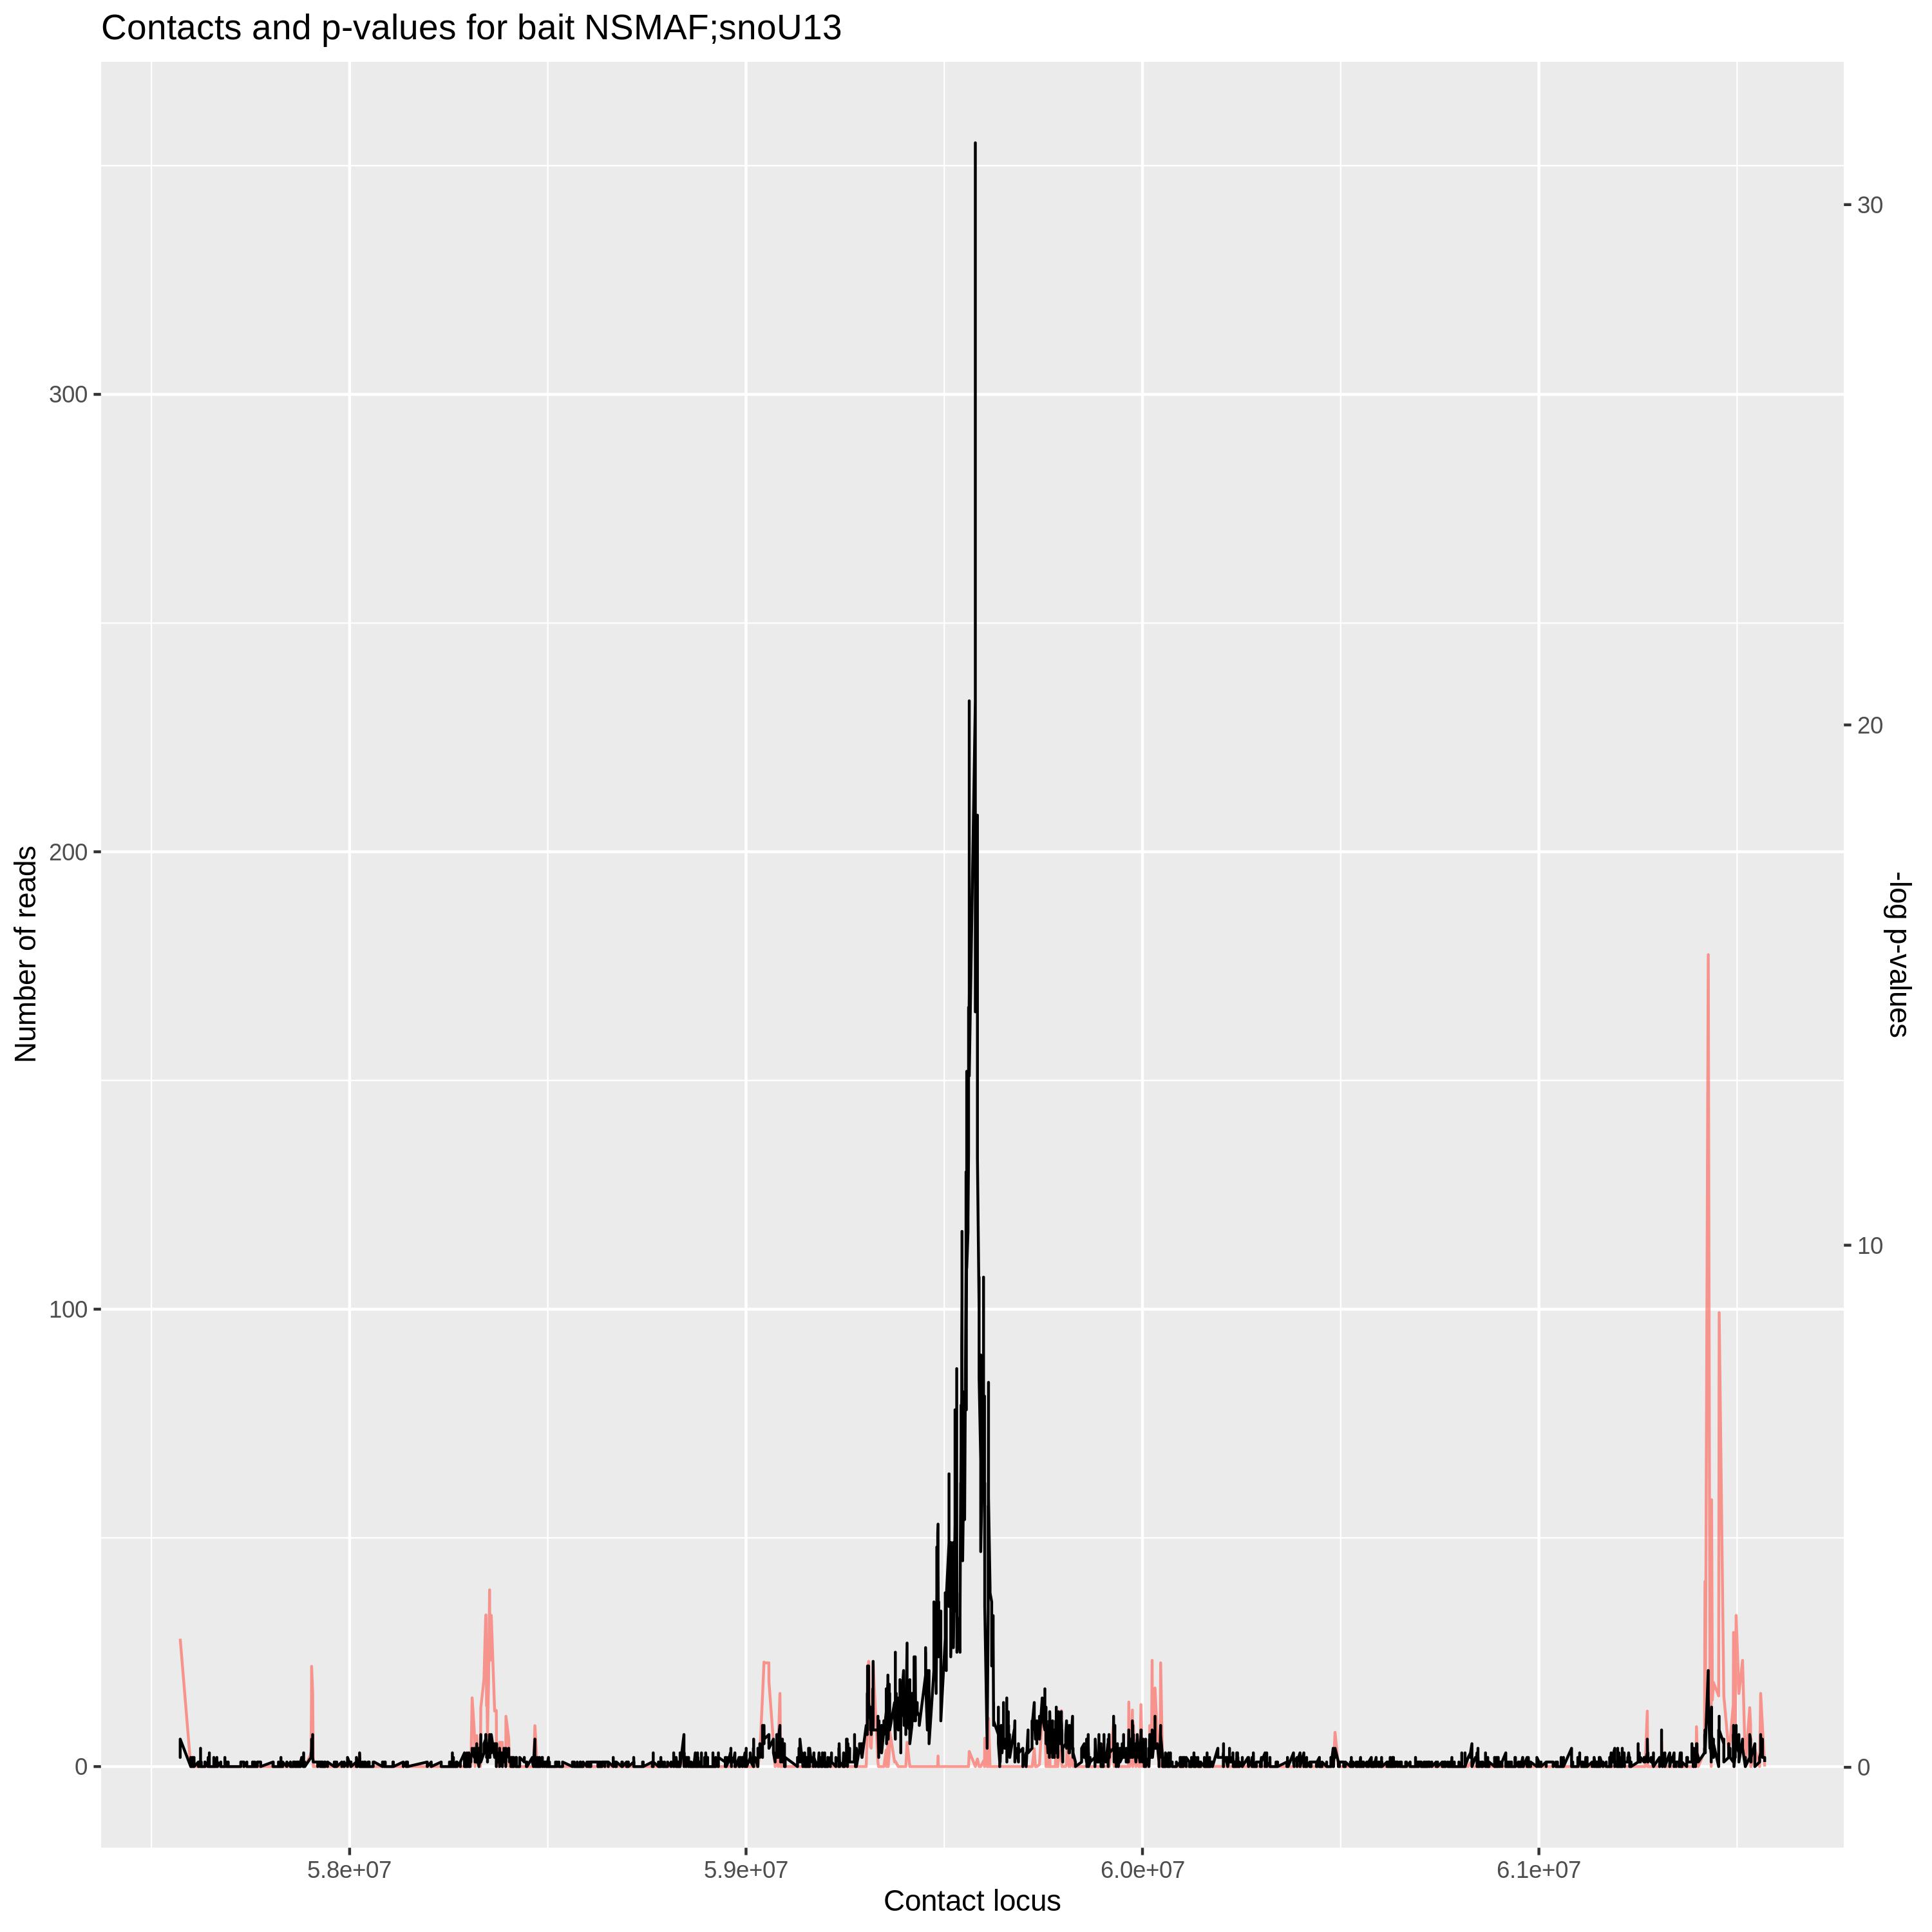 Contacts and p-values for bait NSMAF;snoU13
300
200
100
0
Number of reads
30
20
10
0
-log p-values
5.8e+07 5.9e+07 6.0e+07 6.1e+07
Contact locus